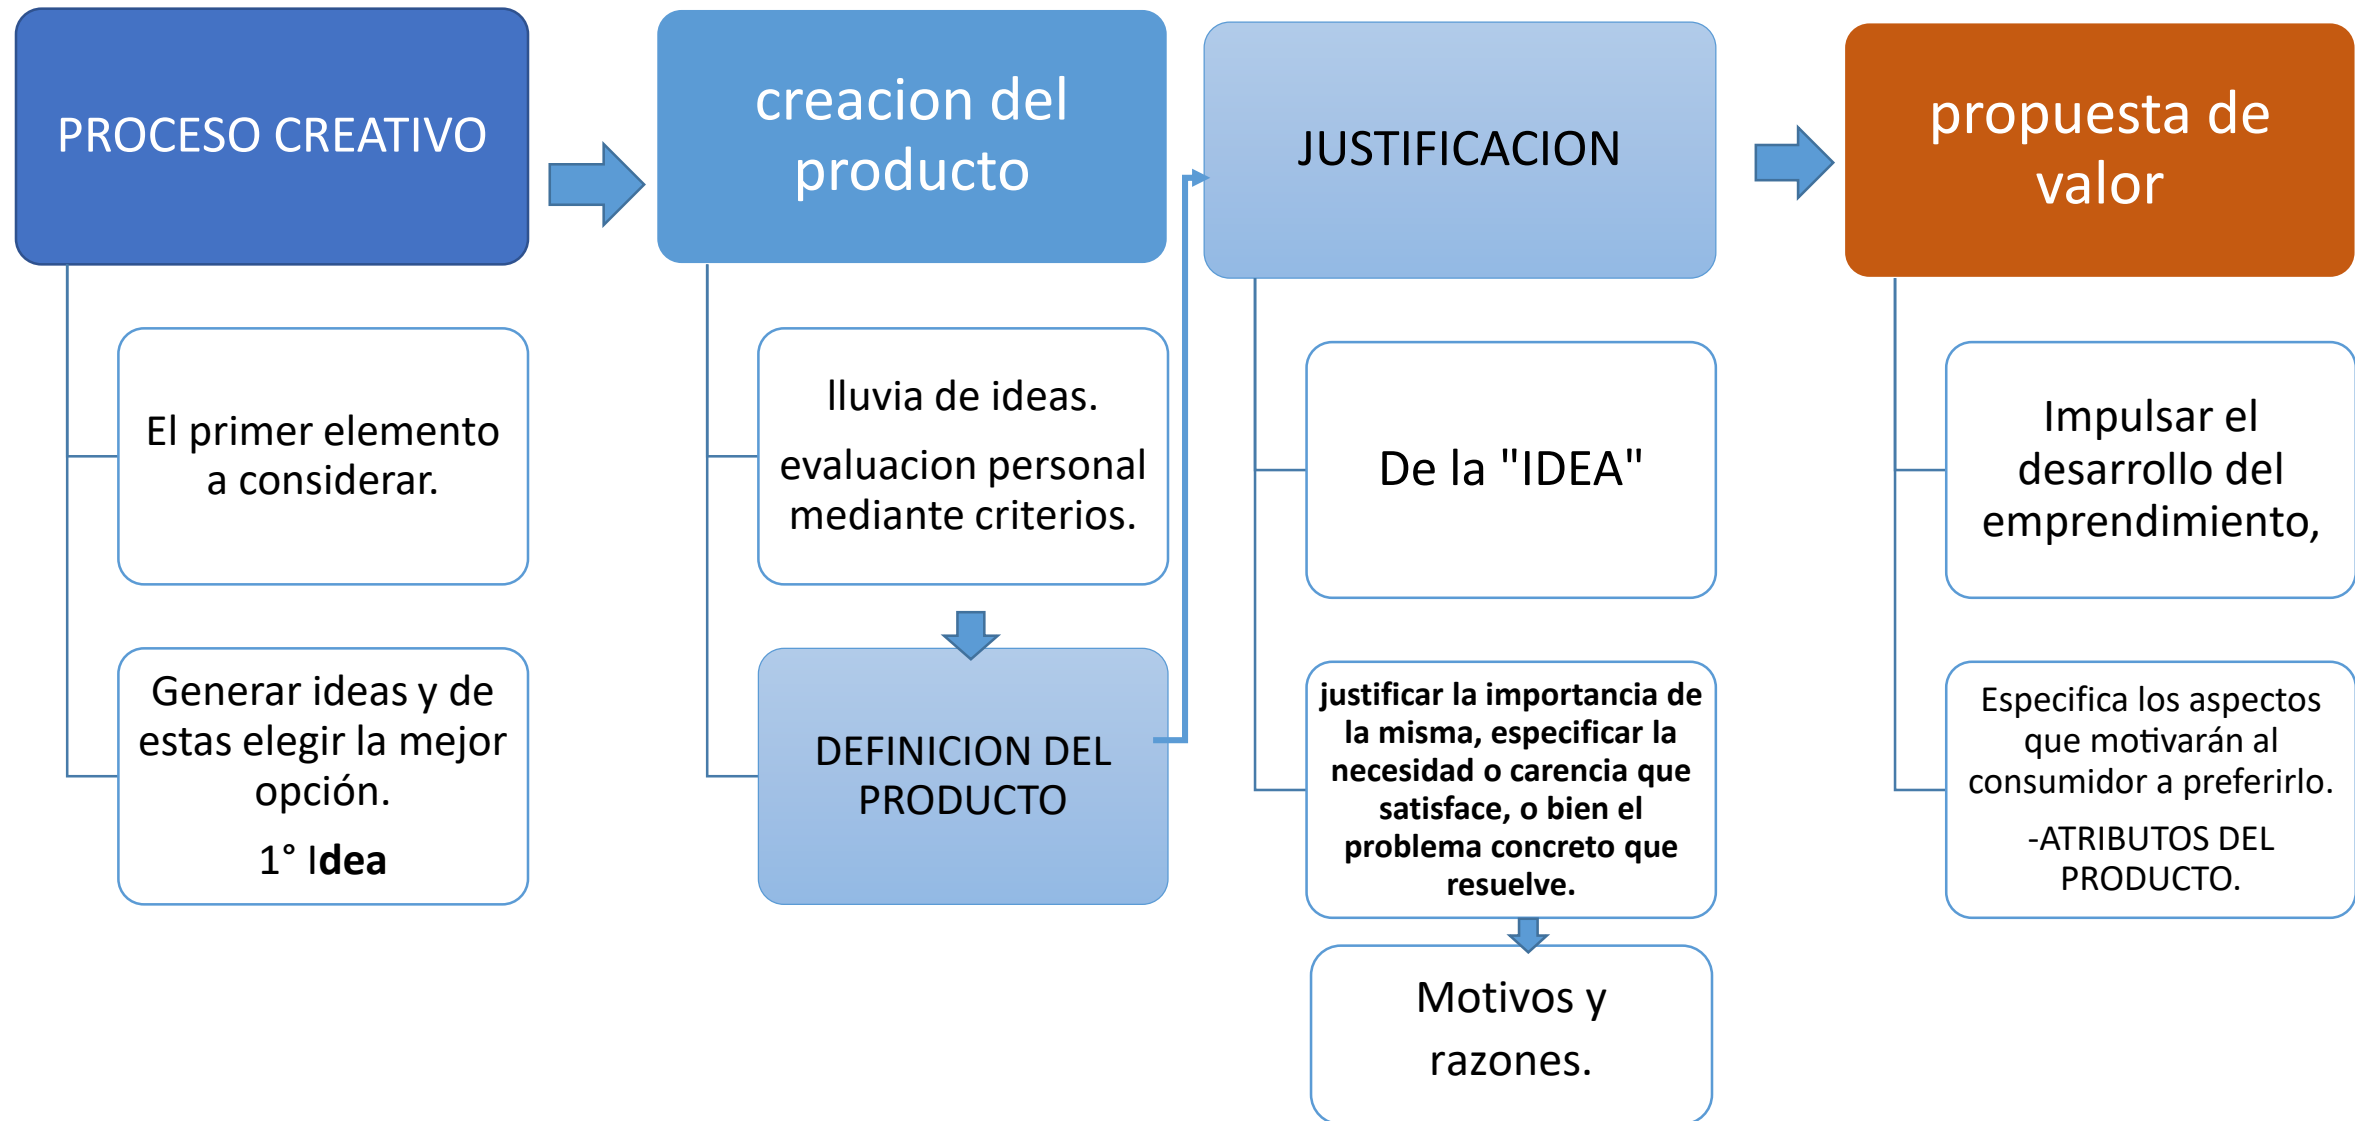 PROCESO CREATIVO
El primer elemento
a considerar.
Generar ideas y de
estas elegir la mejor
opción.
1° Idea
creacion del
producto
lluvia de ideas.
evaluacion personal
mediante criterios.
DEFINICION DEL
PRODUCTO
JUSTIFICACION
De la "IDEA"
justificar la importancia de
la misma, especificar la
necesidad o carencia que
satisface, o bien el
problema concreto que
resuelve.
Motivos y
razones.
propuesta de
valor
Impulsar el
desarrollo del
emprendimiento,
Especifica los aspectos
que motivarán al
consumidor a preferirlo.
-ATRIBUTOS DEL
PRODUCTO.